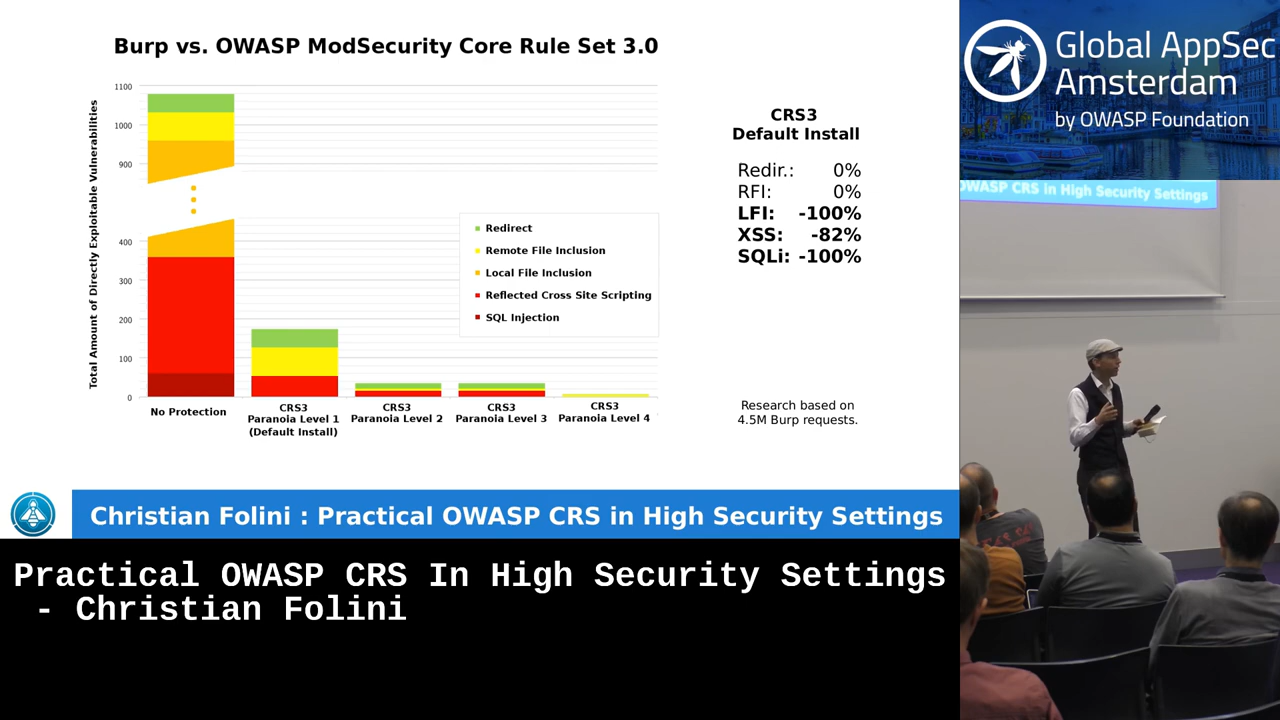 Burp vs. OWASP ModSecurity Core Rule Set 3.0
Total Amount of Directly Exploitable Vulnerabilities
1100
1000
900
400
300
200
100
0
Redirect
Remote File Inclusion
Local File Inclusion
Reflected Cross Site Scripting
SQL Injection
No Protection
CRS3
Paranoia Level 1
(Default Install)
CRS3
Paranoia Level 2
CRS3
Paranoia Level 3
CRS3
Paranoia Level 4
CRS3
Default Install
Redir.: 0%
RFI: 0%
LFI: -100%
XSS: -82%
SQLi: -100%
Research based on
4.5M Burp requests.
Christian Folini : Practical OWASP CRS in High Security Settings
Practical OWASP CRS In High Security Settings
- Christian Folini
Global AppSec
Amsterdam
by OWASP Foundation
OWASP CRS in High Security Settings